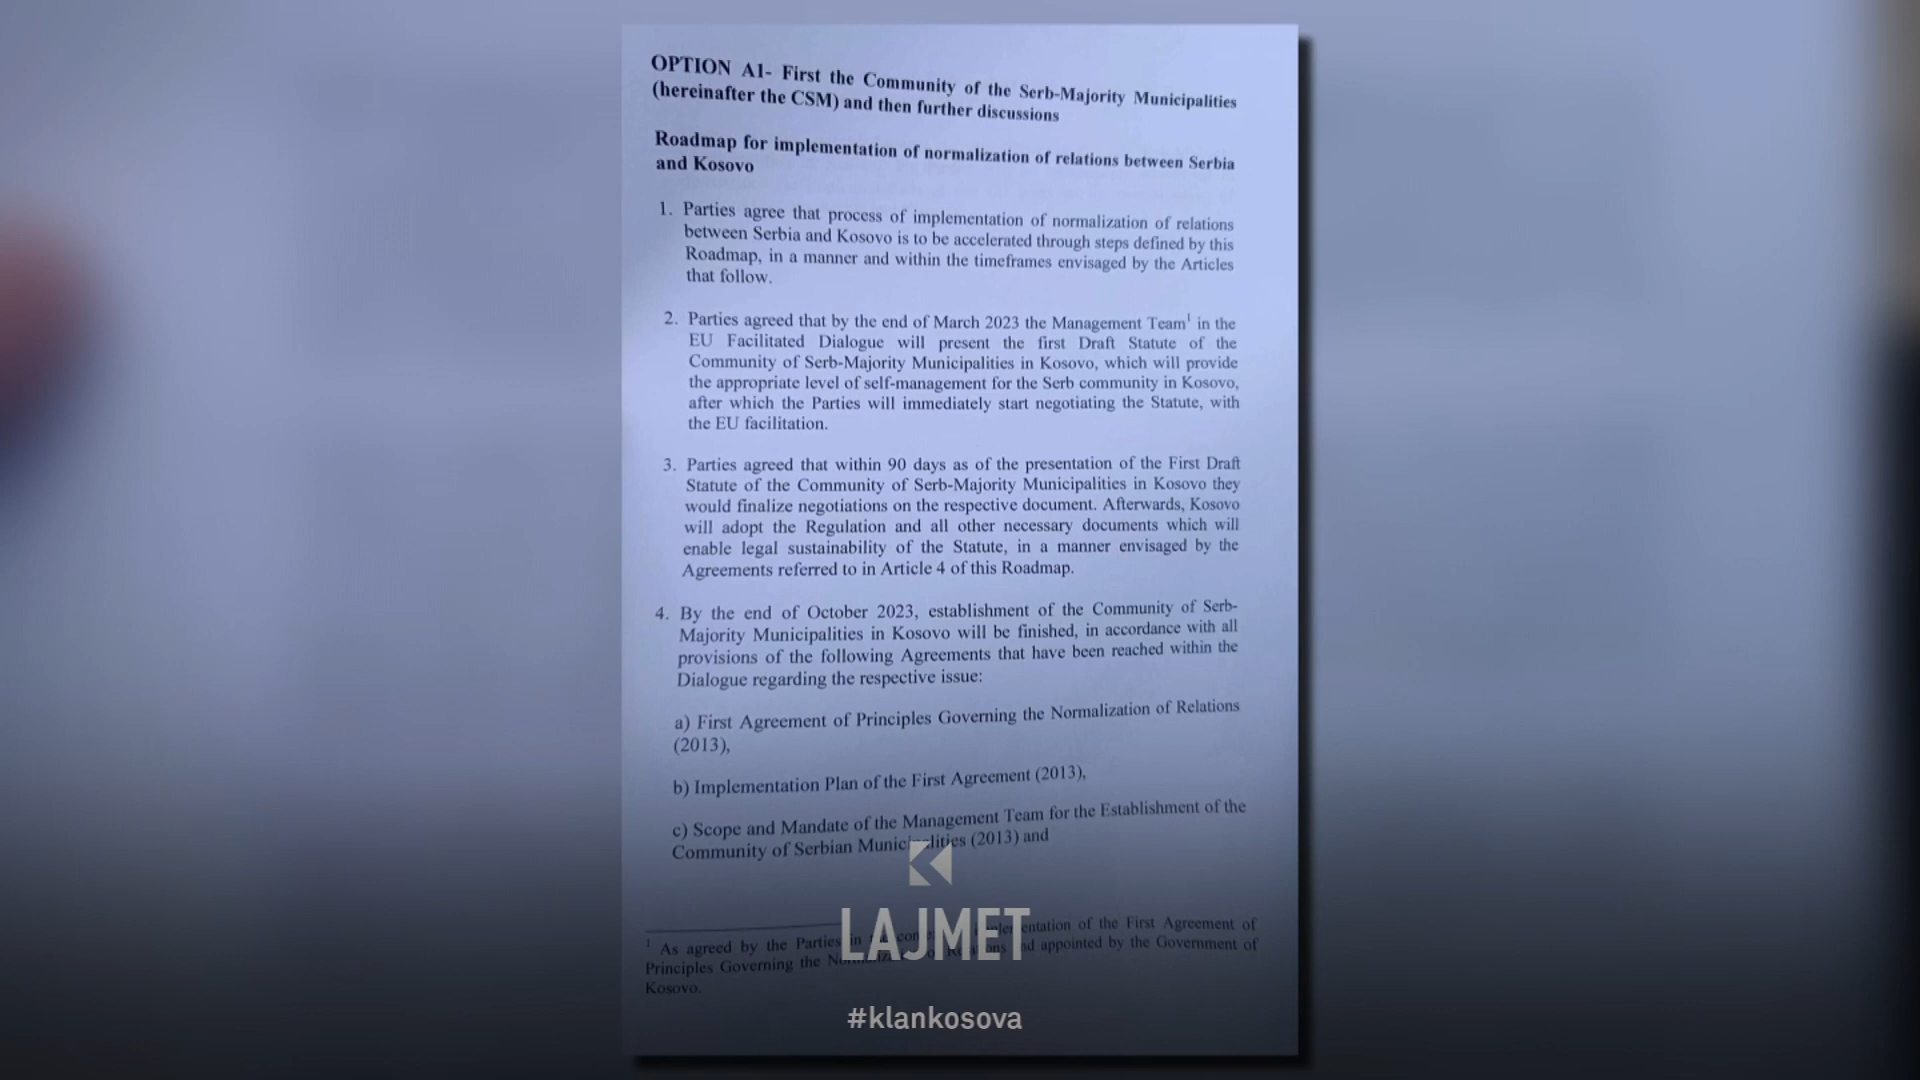 OPTION A1- First the Community of the Serb-Majority Municipalities
(hereinafter the CSM) and then further discussions
Roadmap for implementation of normalization of relations between Serbia
and Kosovo
1. Parties agree that process of implementation of normalization of relations
between Serbia and Kosovo is to be accelerated through steps defined by this
Roadmap, in a manner and within the timeframes envisaged by the Articles
that follow.
2. Parties agreed that by the end of March 2023 the Management Team¹ in the
EU Facilitated Dialogue will present the first Draft Statute of the
Community of Serb-Majority Municipalities in Kosovo, which will provide
the appropriate level of self-management for the Serb community in Kosovo,
after which the Parties will immediately start negotiating the Statute, with
the EU facilitation.
3. Parties agreed that within 90 days as of the presentation of the First Draft
Statute of the Community of Serb-Majority Municipalities in Kosovo they
would finalize negotiations on the respective document. Afterwards, Kosovo
will adopt the Regulation and all other necessary documents which will
enable legal sustainability of the Statute, in a manner envisaged by the
Agreements referred to in Article 4 of this Roadmap.
4. By the end of October 2023, establishment of the Community of Serb-
Majority Municipalities in Kosovo will be finished, in accordance with all
provisions of the following Agreements that have been reached within the
Dialogue regarding the respective issue:
a) First Agreement of Principles Governing the Normalization of Relations
(2013),
b) Implementation Plan of the First Agreement (2013),
c) Scope and Mandate of the Management Team for the Establishment of the
Community of Serbian Municipalities (2013) and
¹ As agreed by the Parties in of the First Agreement of
Principles Governing the and appointed by the Government of
Kosovo.
LAJMET
#klankosova